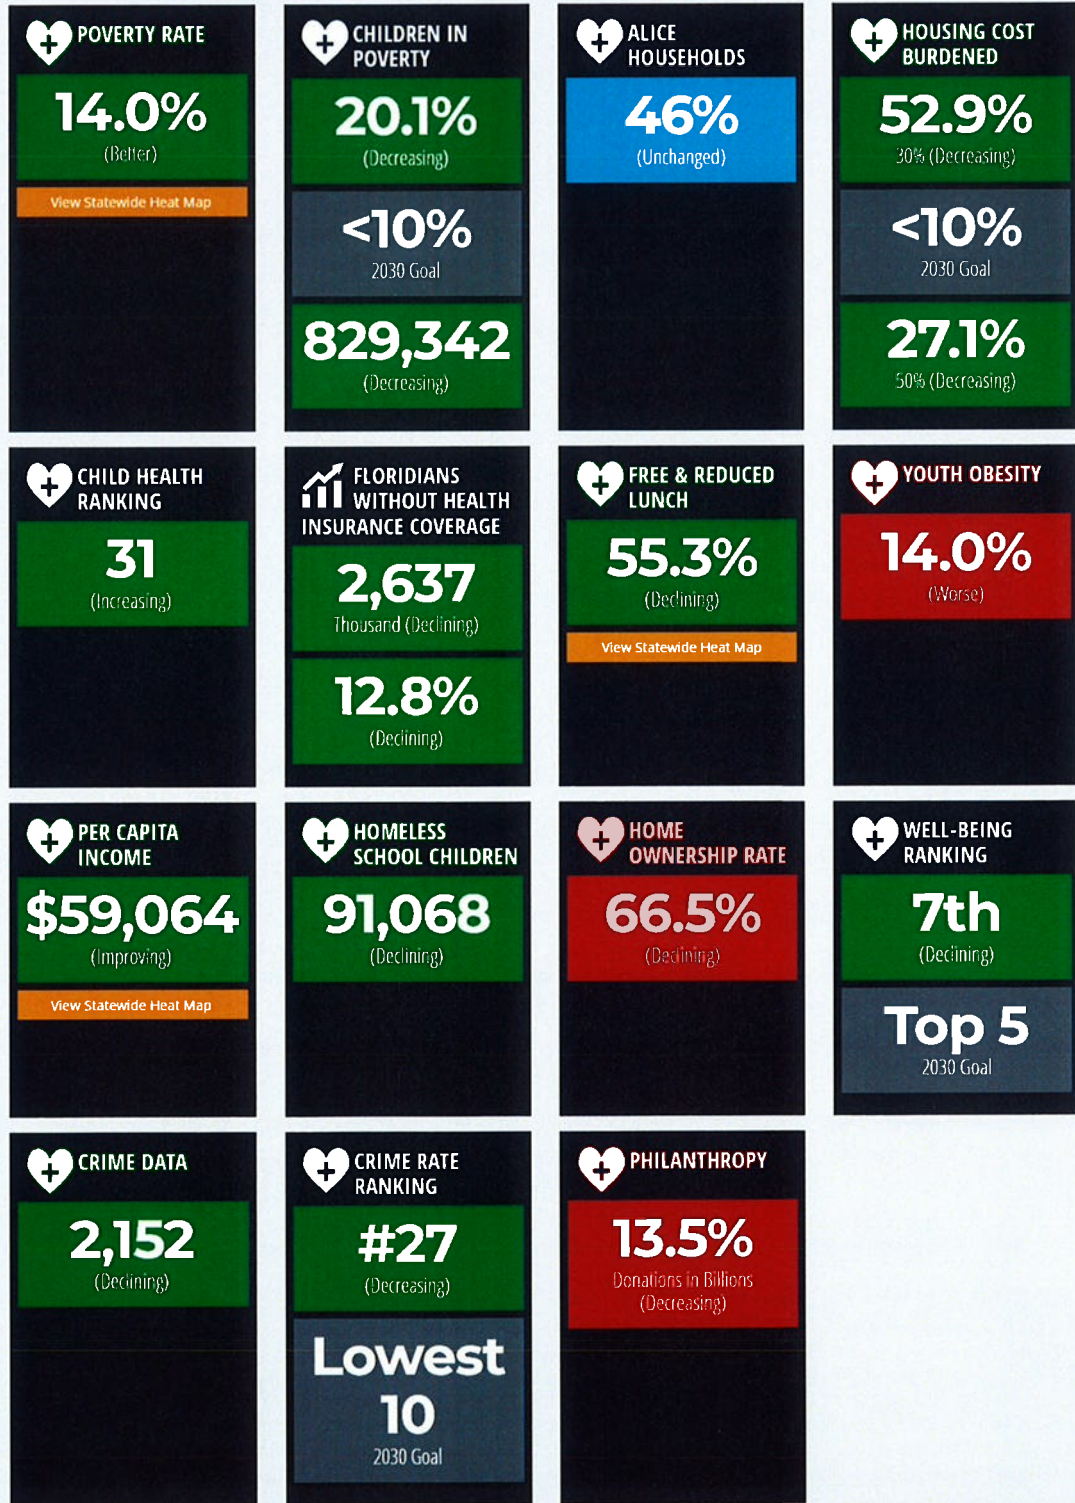 POVERTY RATE
14.0%
(Better)
View Statewide Heat Map
CHILDREN IN
POVERTY
20.1%
(Decreasing)
<10%
2030 Goal
829,342
(Decreasing)
ALICE
HOUSEHOLDS
46%
(Unchanged)
HOUSING COST
BURDENED
52.9%
30% (Decreasing)
<10%
2030 Goal
27.1%
50% (Decreasing)
CHILD HEALTH
RANKING
31
(Increasing)
FLORIDIANS
WITHOUT HEALTH
INSURANCE COVERAGE
2,637
Thousand (Declining)
12.8%
(Declining)
FREE & REDUCED
LUNCH
55.3%
(Declining)
View Statewide Heat Map
YOUTH OBESITY
14.0%
(Worse)
PER CAPITA
INCOME
$59,064
(Improving)
View Statewide Heat Map
HOMELESS
SCHOOL CHILDREN
91,068
(Declining)
HOME
OWNERSHIP RATE
66.5%
(Declining)
WELL-BEING
RANKING
7th
(Declining)
Top 5
2030 Goal
CRIME DATA
2,152
(Declining)
CRIME RATE
RANKING
#27
(Decreasing)
Lowest
10
2030 Goal
PHILANTHROPY
13.5%
Donations in Billions
(Decreasing)